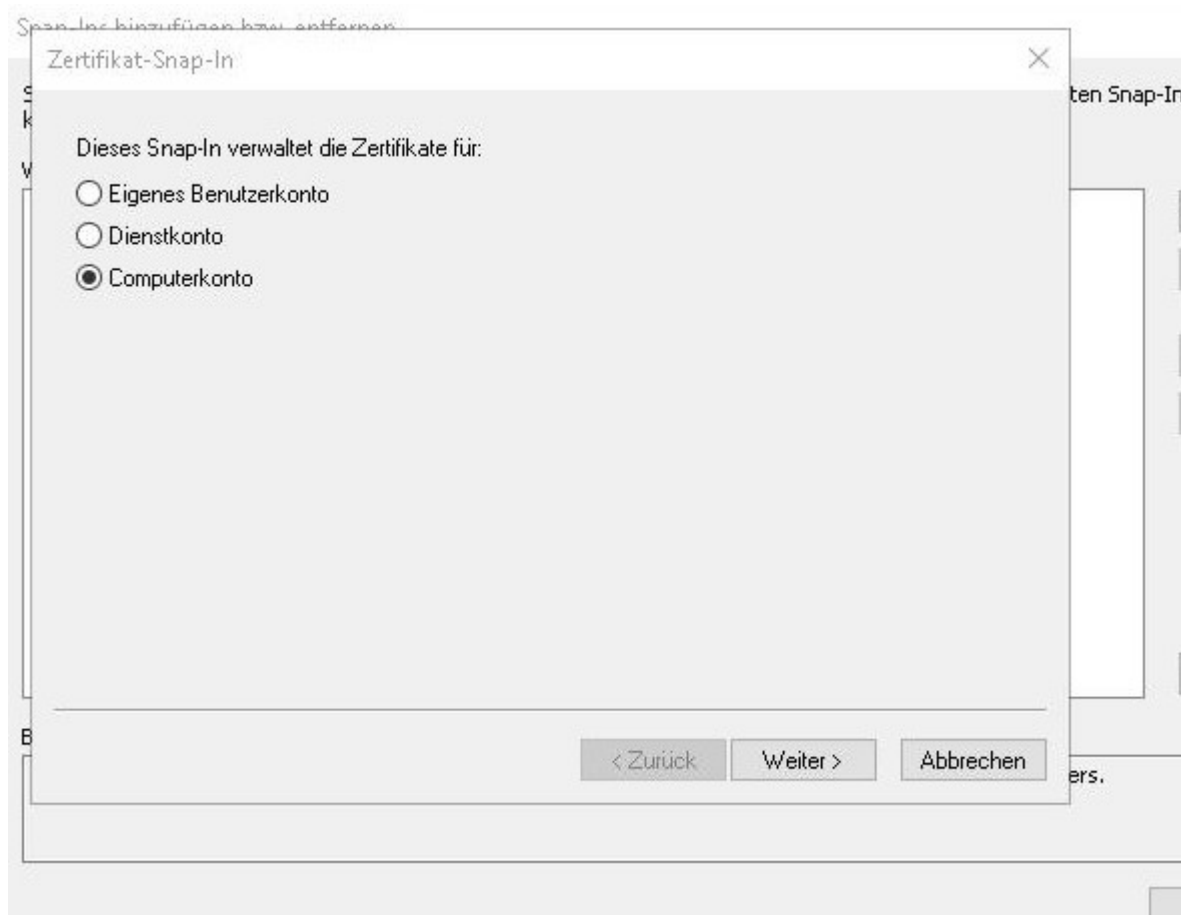 Snap-Ins hinzufügen bzw. entfernen
Zertifikat-Snap-In
ten Snap-In
Dieses Snap-In verwaltet die Zertifikate für:
Eigenes Benutzerkonto
Dienstkonto
Computerkonto
< Zurück
Weiter >
Abbrechen
ers.